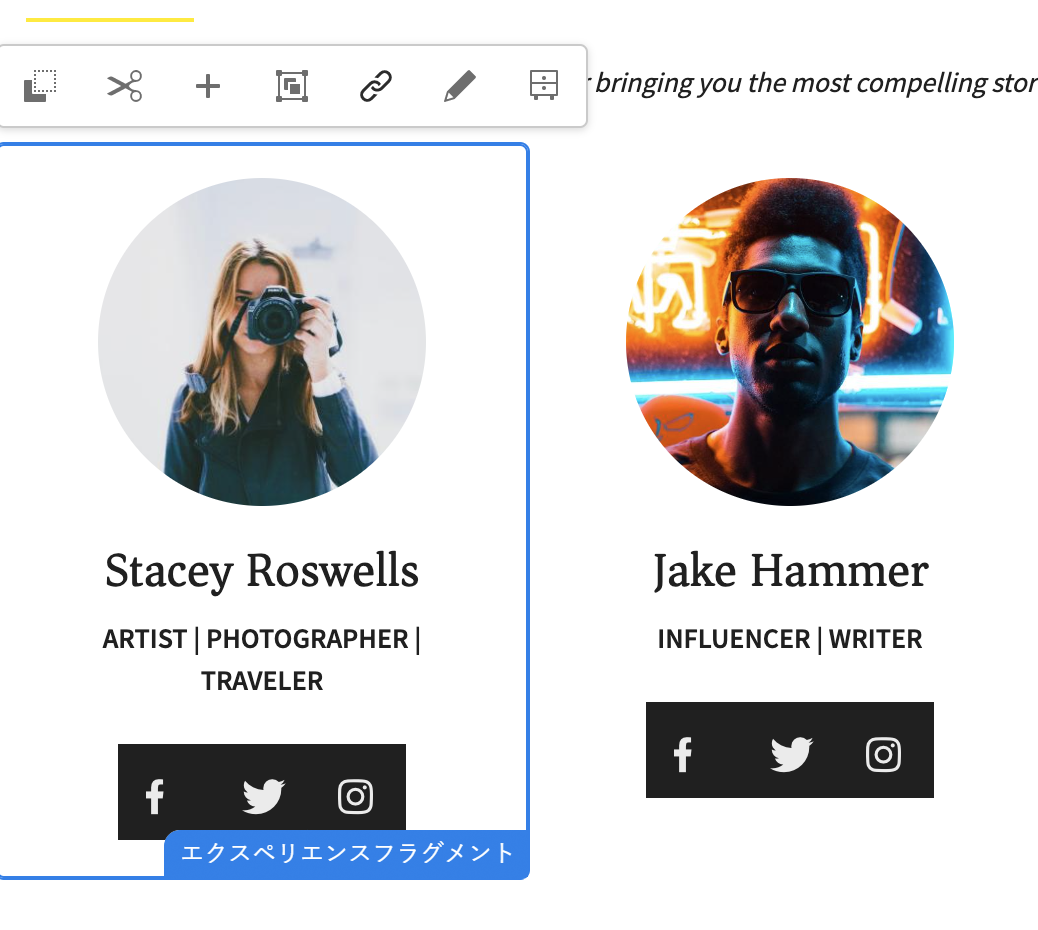 bringing you the most compelling stor
Stacey Roswells
ARTIST | PHOTOGRAPHER |
TRAVELER
Jake Hammer
INFLUENCER | WRITER
エクスペリエンスフラグメント